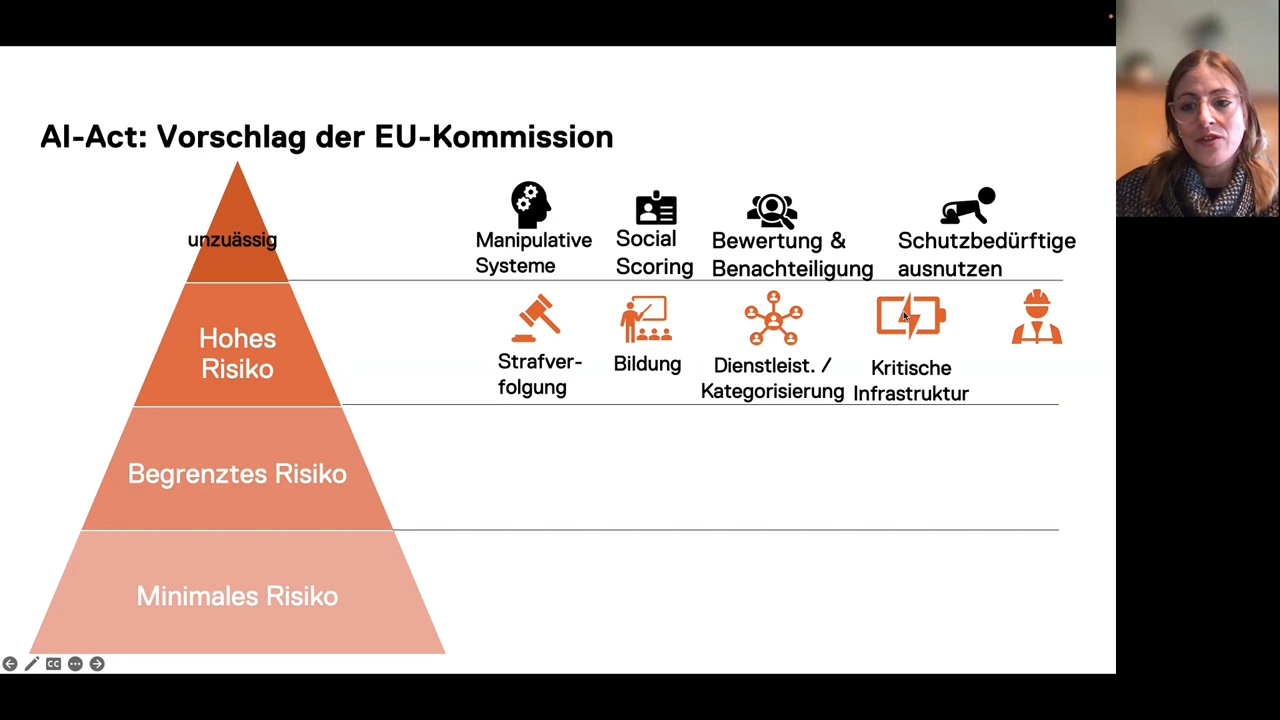 AI-Act: Vorschlag der EU-Kommission
unzuässig
Manipulative
Systeme
Social
Scoring
Bewertung &
Benachteiligung
Schutzbedürftige
ausnutzen
Hohes
Risiko
Strafver-
folgung
Bildung
Dienstleist. /
Kategorisierung
Kritische
Infrastruktur
Begrenztes Risiko
Minimales Risiko
CC